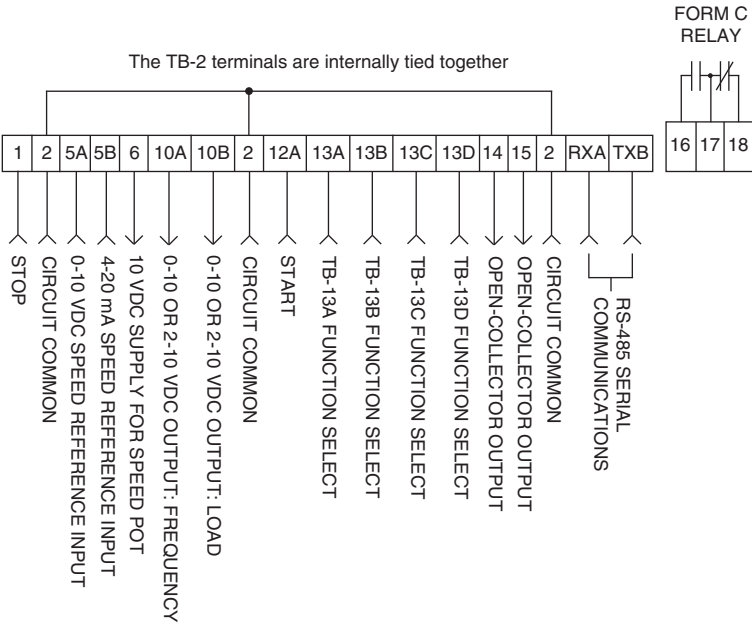 FORM C
RELAY
The TB-2 terminals are internally tied together
1 2 5A 5B 6 10A 10B 2 12A 13A 13B 13C 13D 14 15 2 RXA TXB
16 17 18
STOP
CIRCUIT COMMON
0-10 VDC SPEED REFERENCE INPUT
4-20 mA SPEED REFERENCE INPUT
10 VDC SUPPLY FOR SPEED POT
0-10 OR 2-10 VDC OUTPUT: FREQUENCY
0-10 OR 2-10 VDC OUTPUT: LOAD
CIRCUIT COMMON
START
TB-13A FUNCTION SELECT
TB-13B FUNCTION SELECT
TB-13C FUNCTION SELECT
TB-13D FUNCTION SELECT
OPEN-COLLECTOR OUTPUT
OPEN-COLLECTOR OUTPUT
CIRCUIT COMMON
RS-485 SERIAL
COMMUNICATIONS